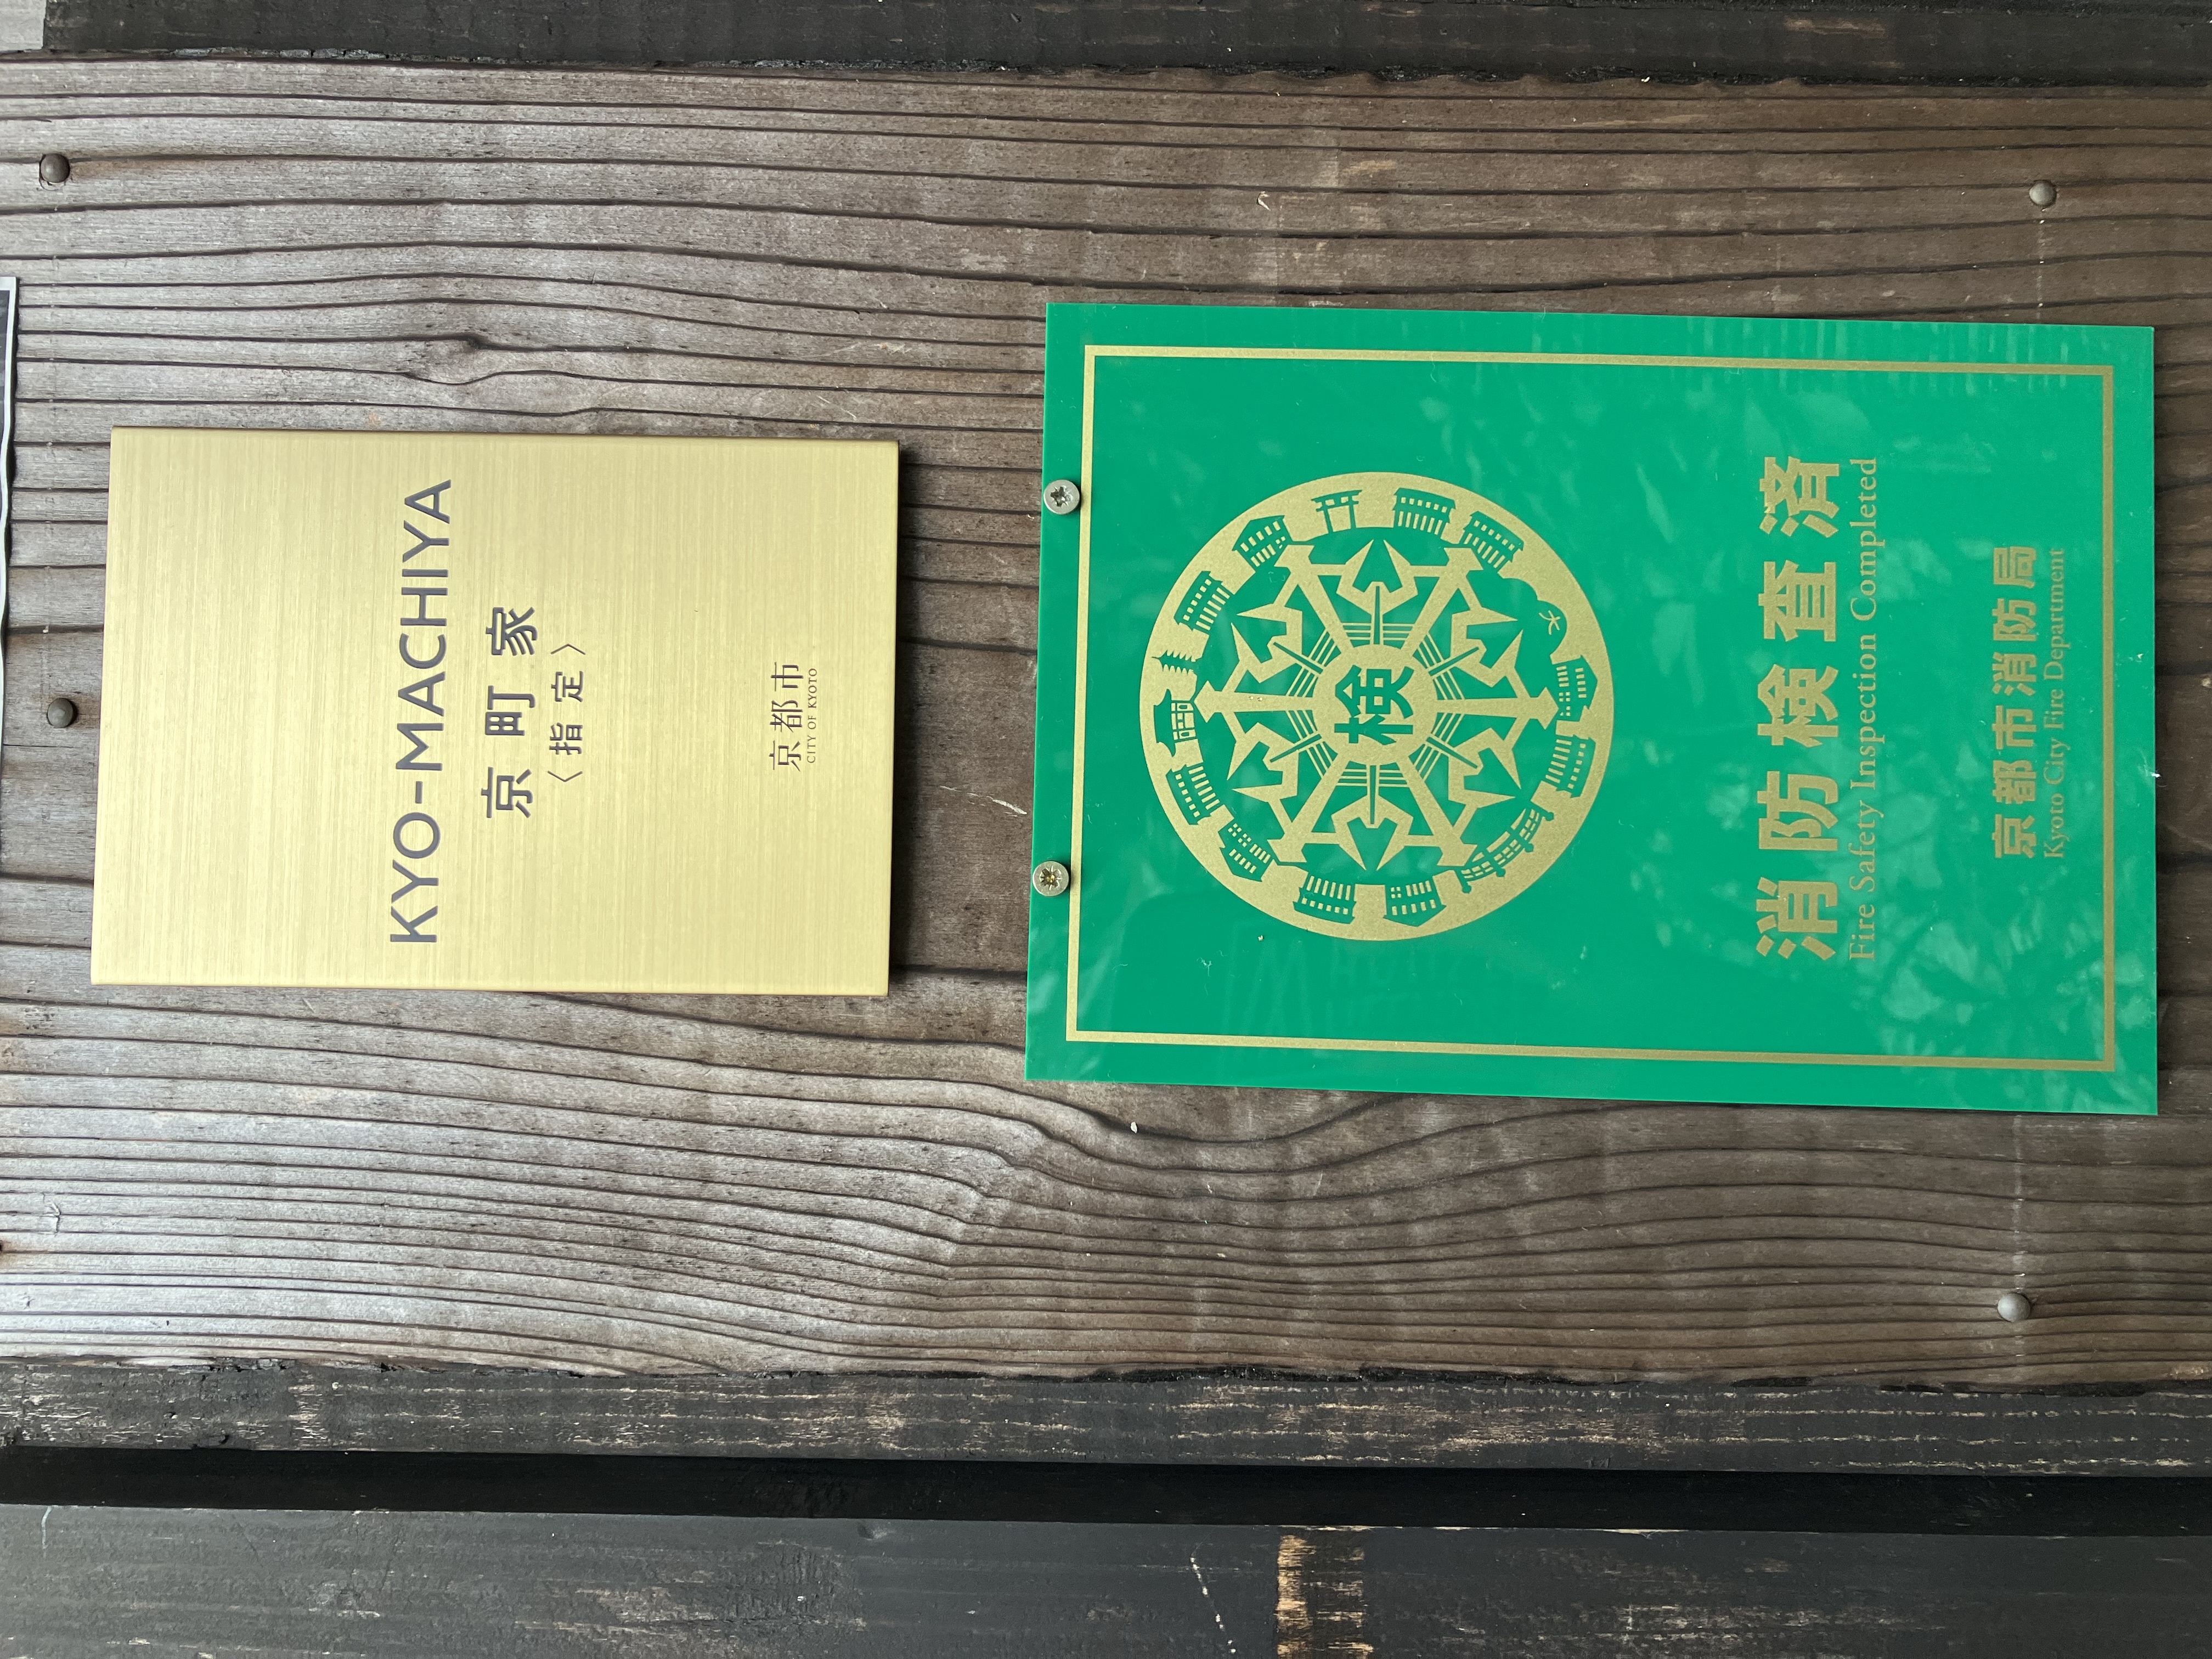 KYO-MACHIYA
京町家
〈指定〉
京都市
CITY OF KYOTO
検
大
消防検査済
Fire Safety Inspection Completed
京都市消防局
Kyoto City Fire Department